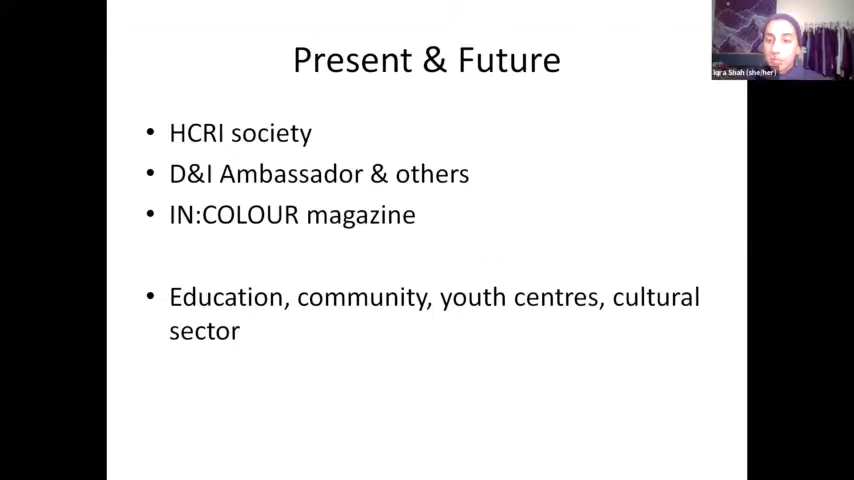 Present & Future
Iqra Shah (she/her)
• HCRI society
• D&I Ambassador & others
• IN:COLOUR magazine
• Education, community, youth centres, cultural
sector